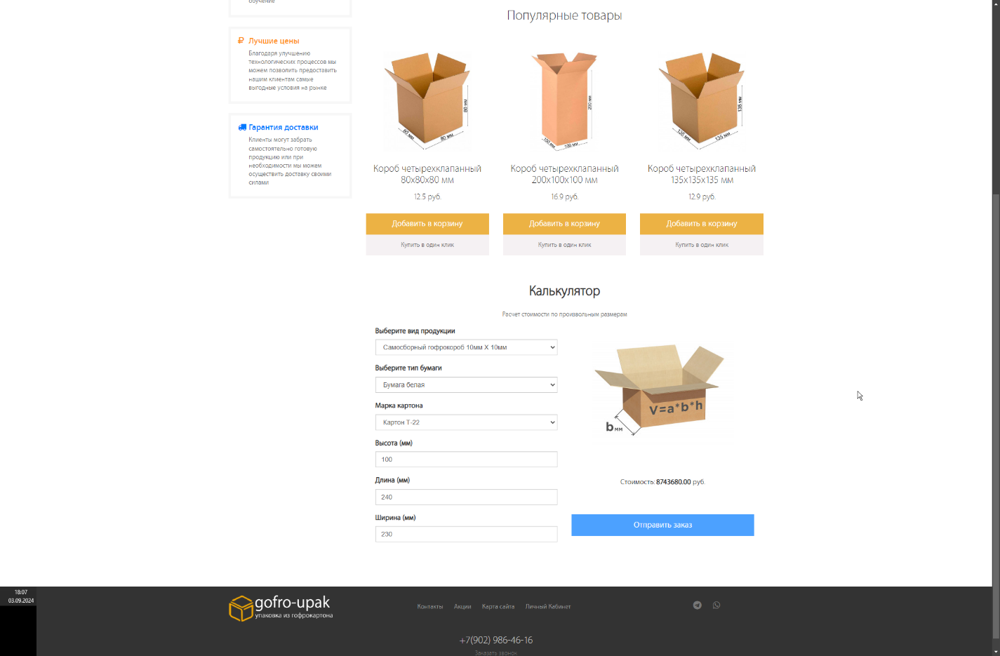 обучение
Лучшие цены
Благодаря улучшению
технологических процессов мы
можем позволить предоставить
нашим клиентам самые
выгодные условия на рынке
Гарантия доставки
Клиенты могут забрать
самостоятельно готовую
продукцию или при
необходимости мы можем
осуществить доставку своими
силами
Популярные товары
80 мм
80 мм
80 мм
200 мм
100 мм
100 мм
135 мм
135 мм
135 мм
Короб четырехклапанный
80х80х80 мм
12.5 руб.
Добавить в корзину
Купить в один клик
Короб четырехклапанный
200х100х100 мм
16.9 руб.
Добавить в корзину
Купить в один клик
Короб четырехклапанный
135х135х135 мм
12.9 руб.
Добавить в корзину
Купить в один клик
Калькулятор
Расчет стоимости по произвольным размерам
Выберите вид продукции
Самосборный гофрокороб 10мм X 10мм
Выберите тип бумаги
Бумага белая
Марка картона
Картон Т-22
Высота (мм)
100
Длина (мм)
240
Ширина (мм)
230
V=a*b*h
b мм
Стоимость: 8743680.00 руб.
Отправить заказ
18:07
03.09.2024
gofro-upak
упаковка из гофрокартона
Контакты Акции Карта сайта Личный Кабинет
+7(902) 986-46-16
Заказать звонок